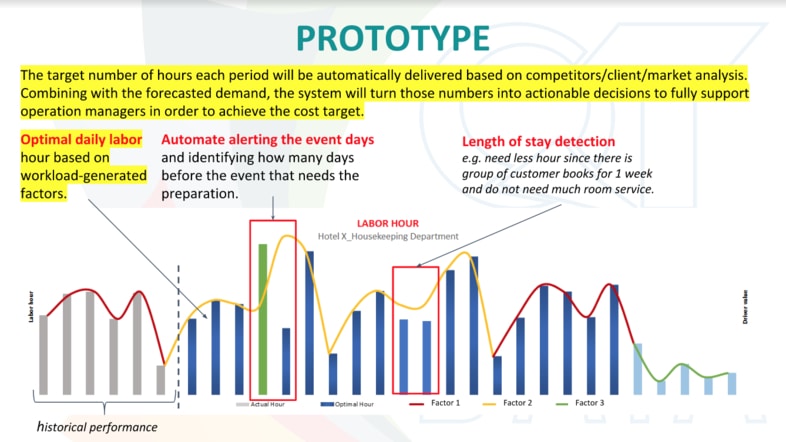 PROTOTYPE
The target number of hours each period will be automatically delivered based on competitors/client/market analysis.
Combining with the forecasted demand, the system will turn those numbers into actionable decisions to fully support
operation managers in order to achieve the cost target.
Optimal daily labor
hour based on
workload-generated
factors.
Automate alerting the event days
and identifying how many days
before the event that needs the
preparation.
Length of stay detection
e.g. need less hour since there is
group of customer books for 1 week
and do not need much room service.
LABOR HOUR
Hotel X_Housekeeping Department
Labor hour
Driver value
Actual Hour
Optimal Hour
Factor 1
Factor 2
Factor 3
historical performance